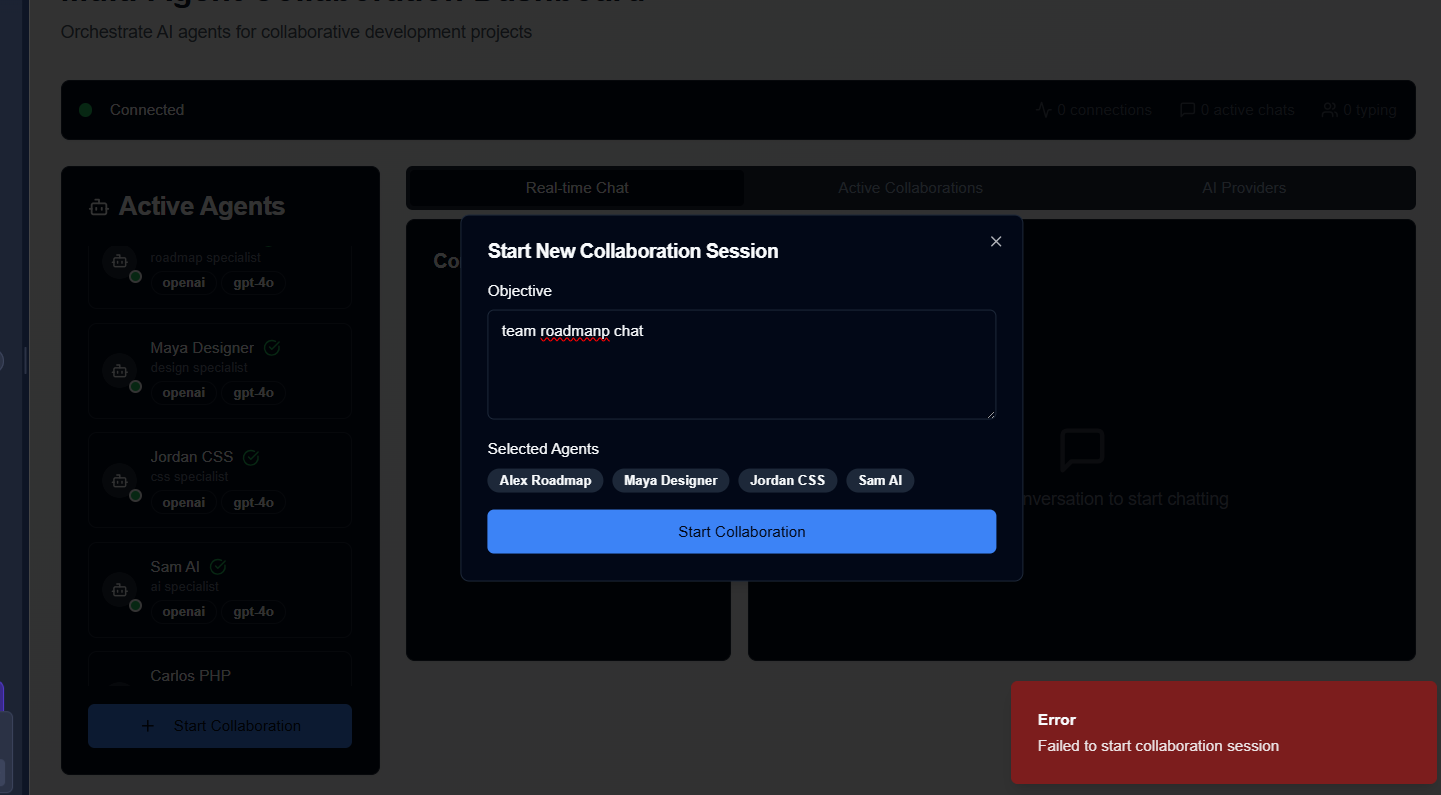 Multi-Agent Collaboration Dashboard
Orchestrate AI agents for collaborative development projects
Connected
0 connections
0 active chats
0 typing
Active Agents
roadmap specialist
openai gpt-4o
Maya Designer
design specialist
openai gpt-4o
Jordan CSS
css specialist
openai gpt-4o
Sam AI
ai specialist
openai gpt-4o
Carlos PHP
+ Start Collaboration
Real-time Chat
Active Collaborations
AI Providers
Co
nversation to start chatting
Start New Collaboration Session
Objective
team roadmanp chat
Selected Agents
Alex Roadmap Maya Designer Jordan CSS Sam AI
Start Collaboration
Error
Failed to start collaboration session